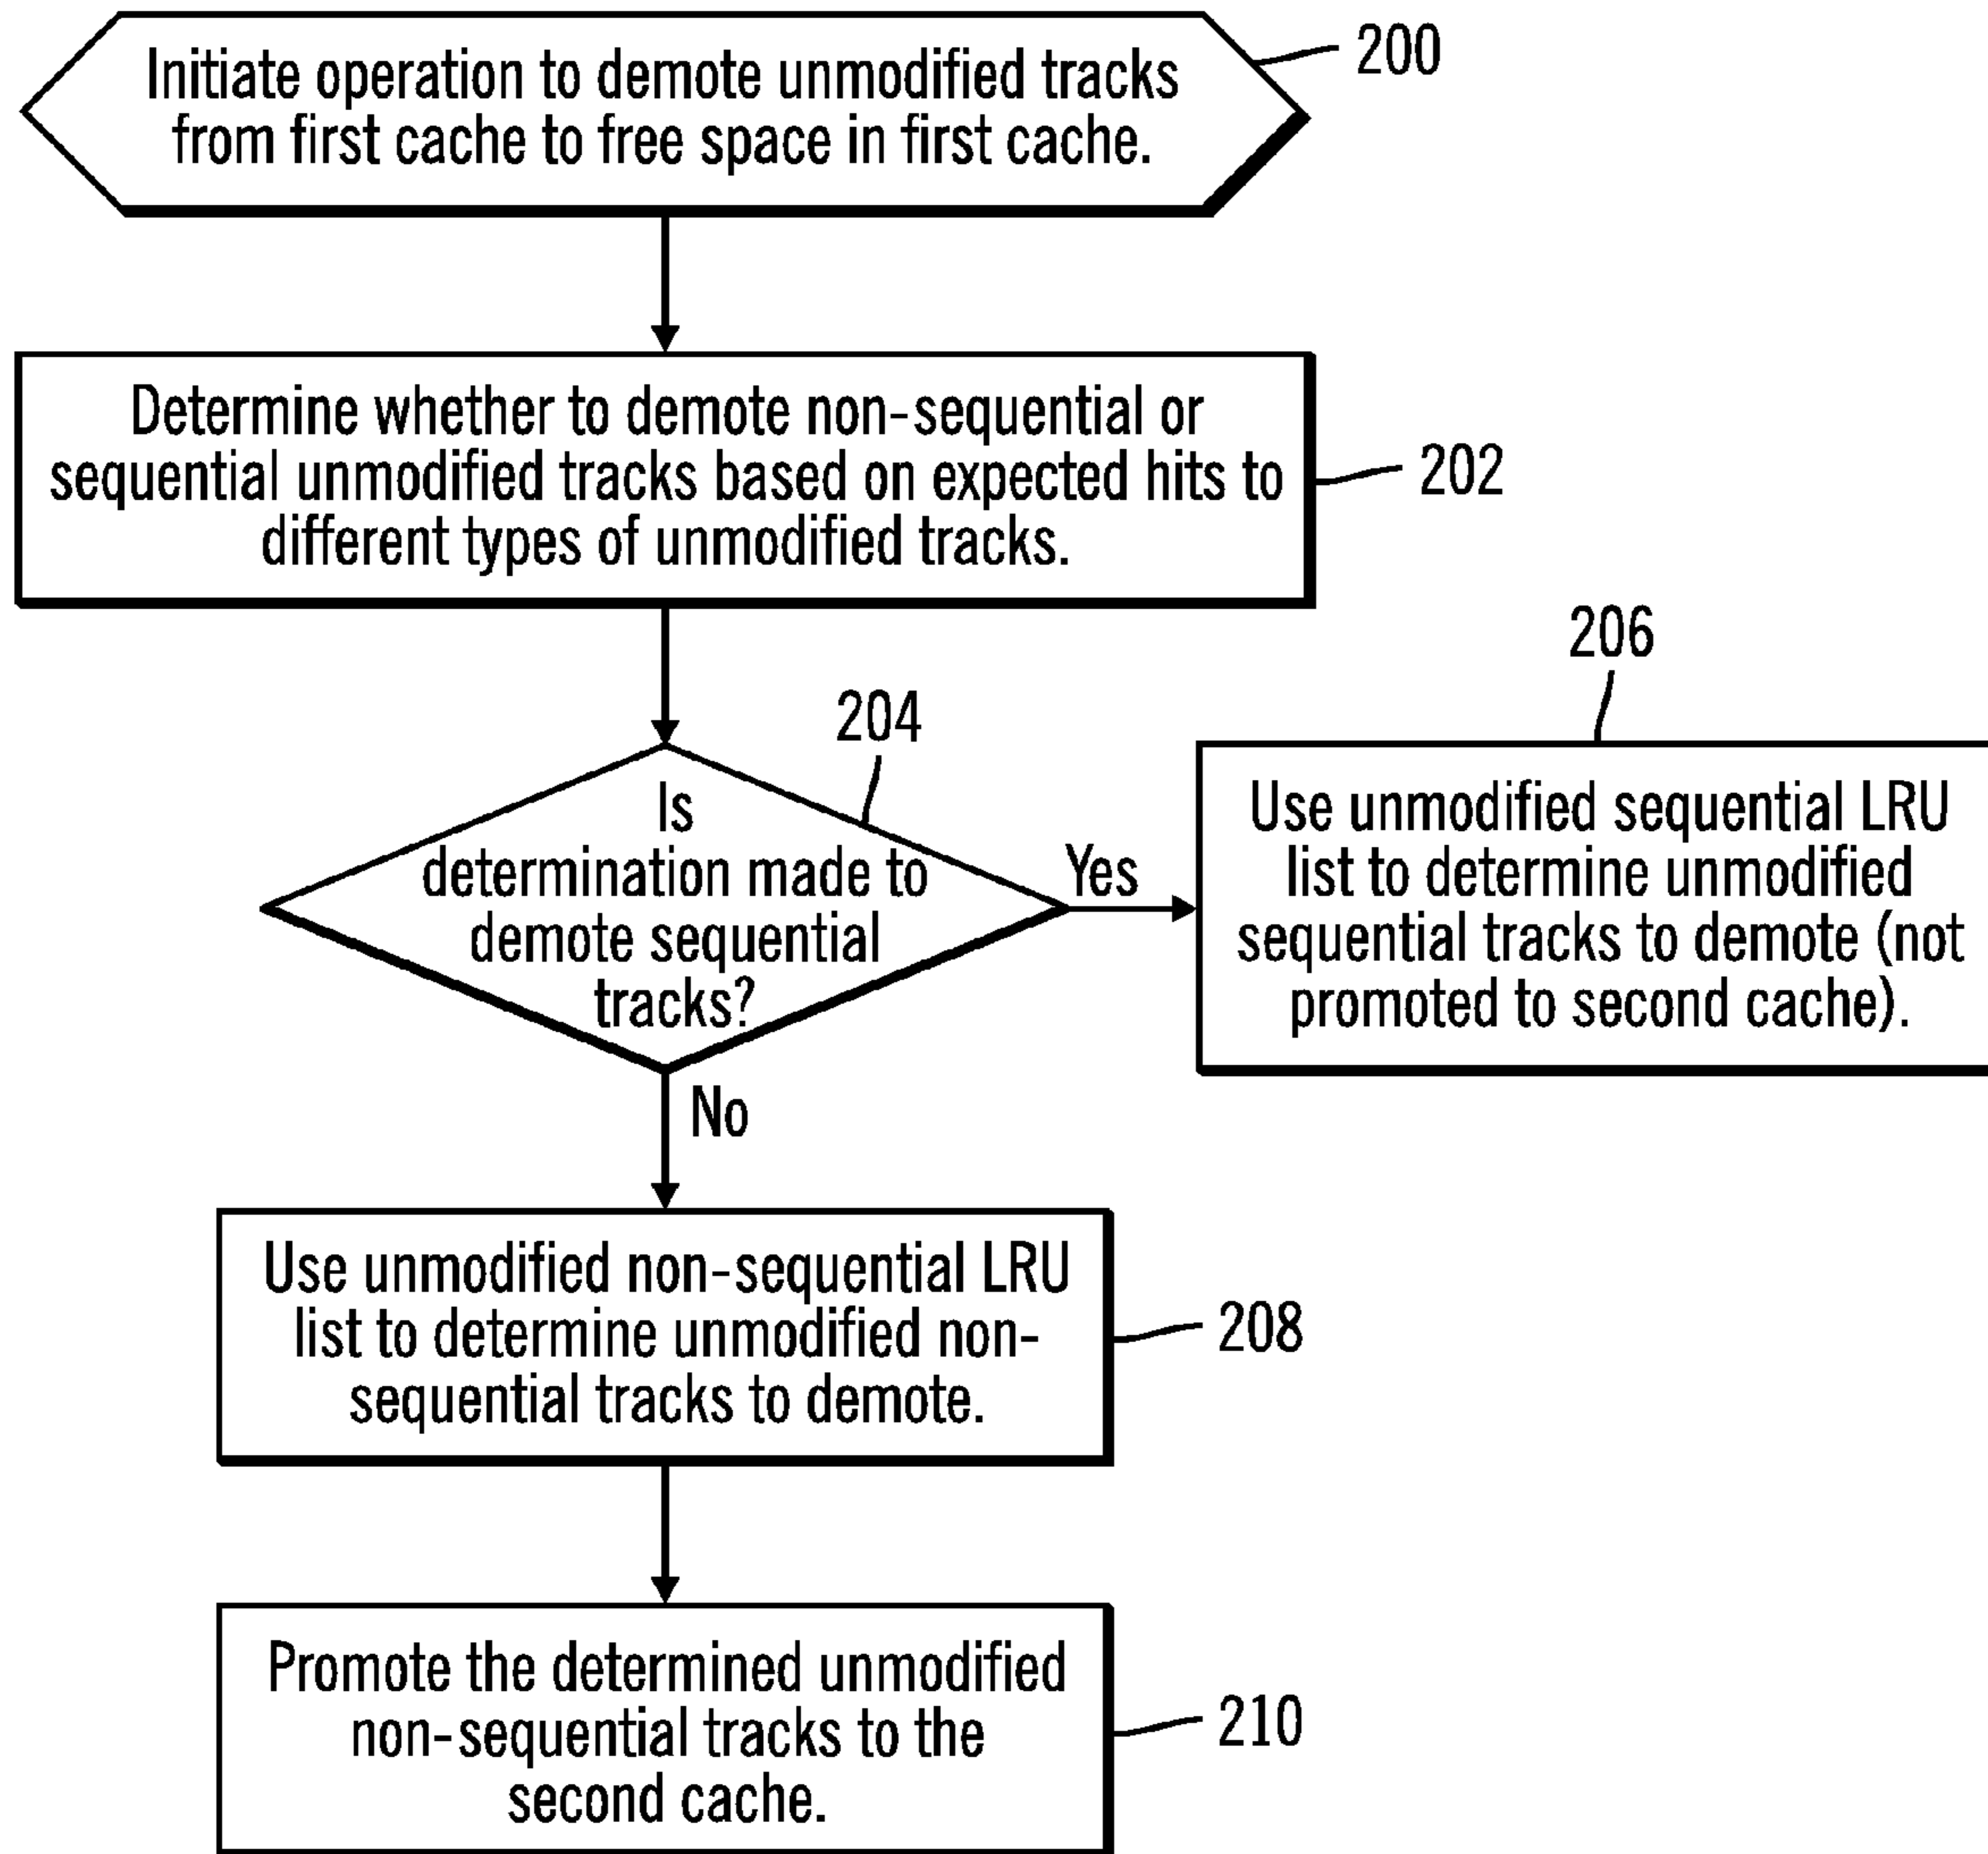 Initiate operation to demote unmodified tracks
from first cache to free space in first cache.
200
Determine whether to demote non-sequential or
sequential unmodified tracks based on expected hits to
different types of unmodified tracks.
202
204
Is
determination made to
demote sequential
tracks?
Yes
No
206
Use unmodified sequential LRU
list to determine unmodified
sequential tracks to demote (not
promoted to second cache).
Use unmodified non-sequential LRU
list to determine unmodified non-
sequential tracks to demote.
208
Promote the determined unmodified
non-sequential tracks to the
second cache.
210